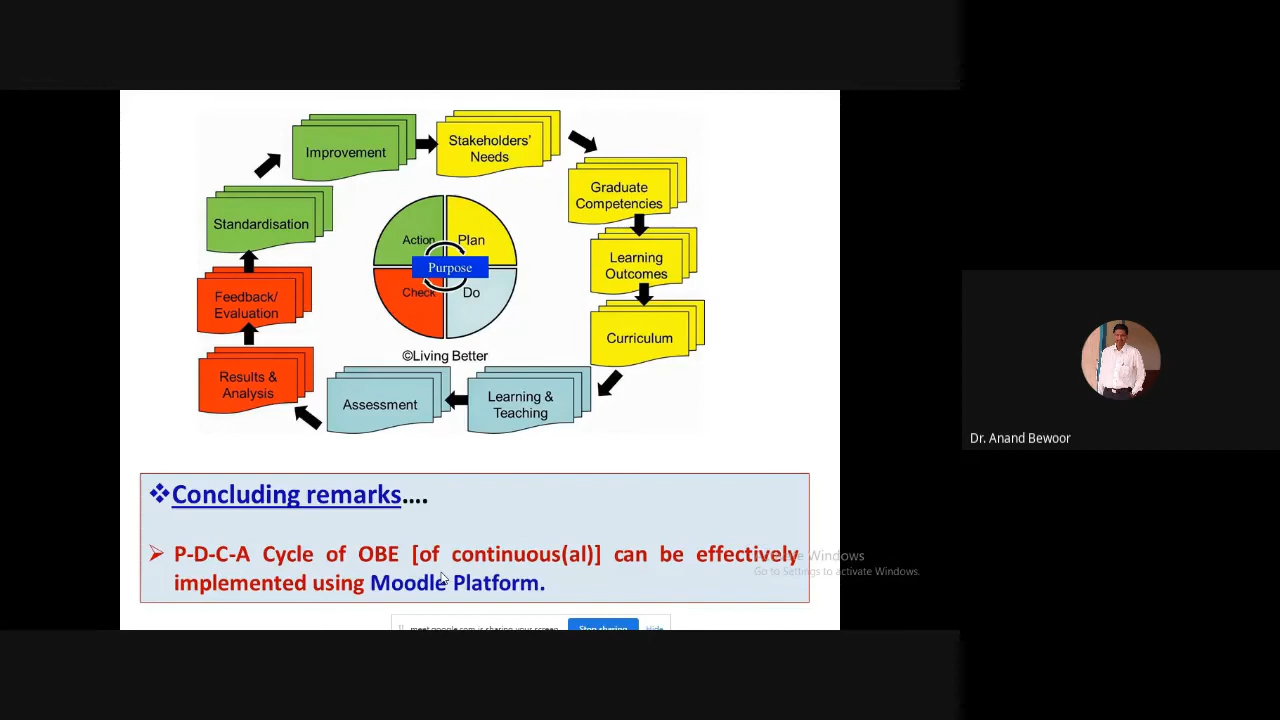 Improvement
Stakeholders'
Needs
Graduate
Competencies
Learning
Outcomes
Curriculum
Learning &
Teaching
Assessment
Results &
Analysis
Feedback/
Evaluation
Standardisation
Action
Plan
Purpose
Check
Do
©Living Better
Concluding remarks....
P-D-C-A Cycle of OBE [of continuous(al)] can be effectively
implemented using Moodle Platform.
Activate Windows
Go to Settings to activate Windows.
meet.google.com is sharing your screen.
Stop sharing
Hide
Dr. Anand Bewoor